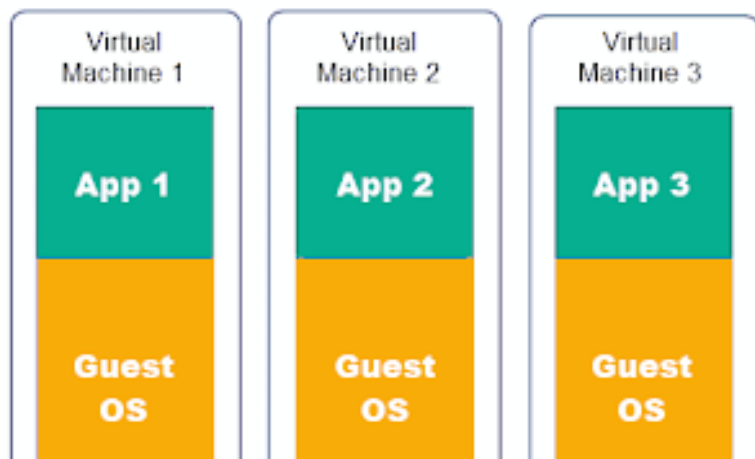 Virtual
Machine 1
Virtual
Machine 2
Virtual
Machine 3
App 1
App 2
App 3
Guest
OS
Guest
OS
Guest
OS